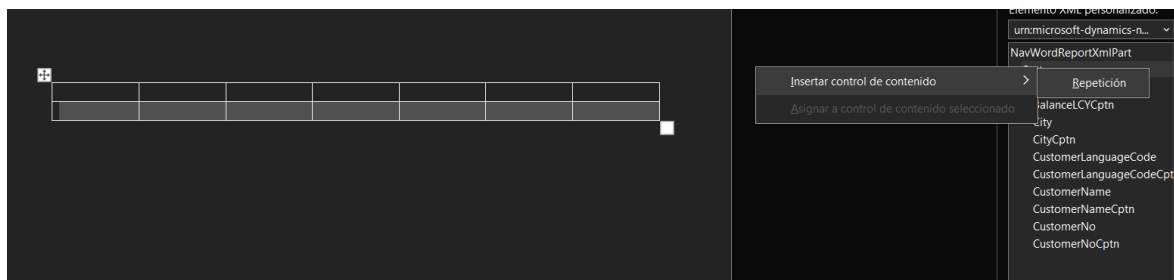 Elemento XML personalizado:
urn:microsoft-dynamics-n...
NavWordReportXmlPart
Insertar control de contenido
Repetición
Asignar a control de contenido seleccionado
BalanceLCYCptn
City
CityCptn
CustomerLanguageCode
CustomerLanguageCodeCpt
CustomerName
CustomerNameCptn
CustomerNo
CustomerNoCptn